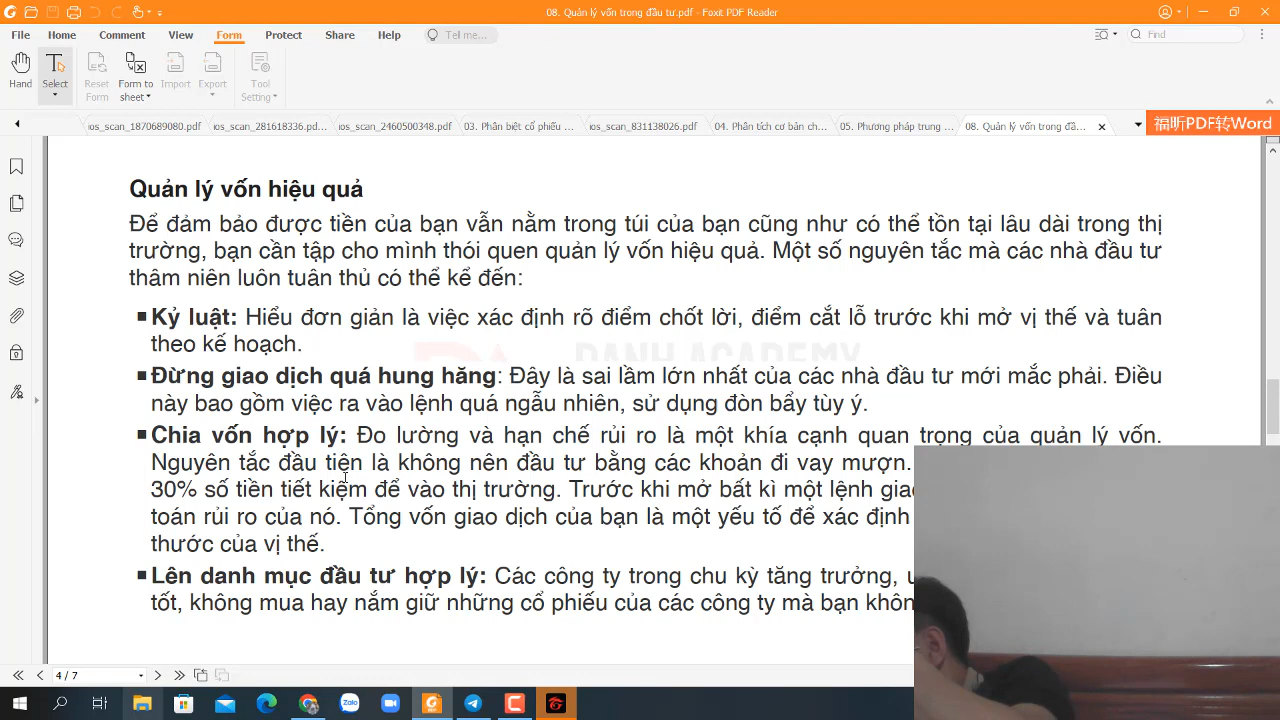 08. Quản lý vốn trong đầu tư.pdf - Foxit PDF Reader
File Home Comment View Form Protect Share Help Tell me... Find
Hand Select Reset Form Form to sheet Import Export Tool Setting
ios_scan_1870689080.pdf ios_scan_281618336.pd... ios_scan_2460500348.pdf 03. Phân biệt cổ phiếu ... ios_scan_831138026.pdf 04. Phân tích cơ bản ch... 05. Phương pháp trung ... 08. Quản lý vốn trong đầ... 福昕PDF转Word
Quản lý vốn hiệu quả
Để đảm bảo được tiền của bạn vẫn nằm trong túi của bạn cũng như có thể tồn tại lâu dài trong thị
trường, bạn cần tập cho mình thói quen quản lý vốn hiệu quả. Một số nguyên tắc mà các nhà đầu tư
thâm niên luôn tuân thủ có thể kể đến:
▪ Kỷ luật: Hiểu đơn giản là việc xác định rõ điểm chốt lời, điểm cắt lỗ trước khi mở vị thế và tuân
theo kế hoạch.
DANH ACADEMY
▪ Đừng giao dịch quá hung hăng: Đây là sai lầm lớn nhất của các nhà đầu tư mới mắc phải. Điều
này bao gồm việc ra vào lệnh quá ngẫu nhiên, sử dụng đòn bẩy tùy ý.
▪ Chia vốn hợp lý: Đo lường và hạn chế rủi ro là một khía cạnh quan trọng của quản lý vốn.
Nguyên tắc đầu tiên là không nên đầu tư bằng các khoản đi vay mượn.
30% số tiền tiết kiệm để vào thị trường. Trước khi mở bất kì một lệnh
toán rủi ro của nó. Tổng vốn giao dịch của bạn là một yếu tố để xác định
thước của vị thế.
▪ Lên danh mục đầu tư hợp lý: Các công ty trong chu kỳ tăng trưởng,
tốt, không mua hay nắm giữ những cổ phiếu của các công ty mà bạn
4 / 7
Zalo